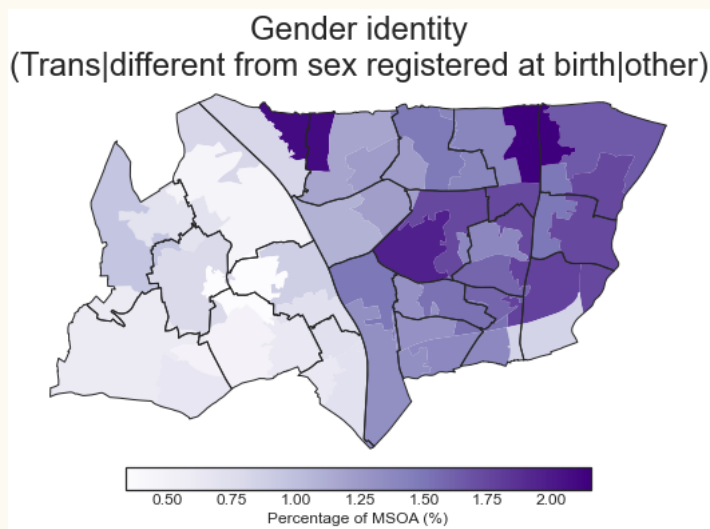 Gender identity
(Trans|different from sex registered at birth|other)
0.50 0.75 1.00 1.25 1.50 1.75 2.00
Percentage of MSOA (%)